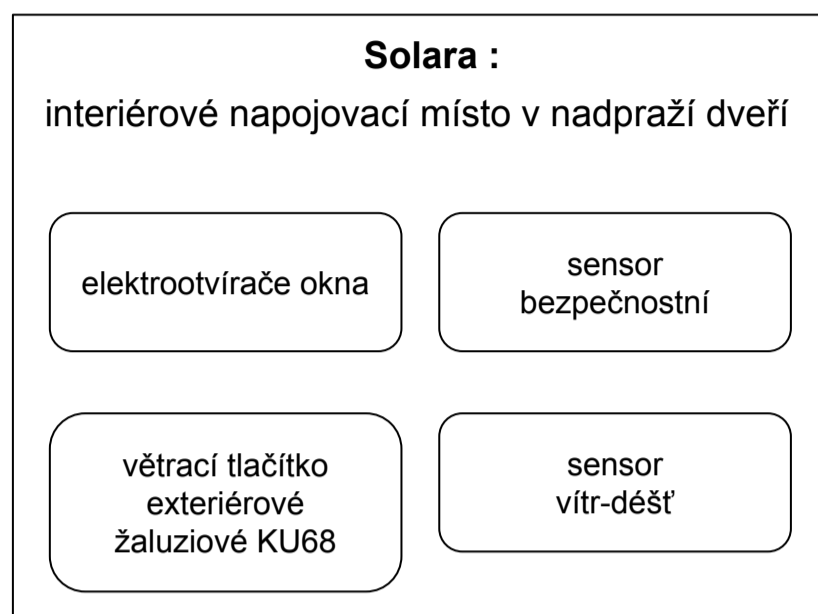 Solara :
interiérové napojovací místo v nadpraží dveří
elektrootvírače okna
sensor
bezpečnostní
větrací tlačítko
exteriérové
žaluziové KU68
sensor
vítr-déšť